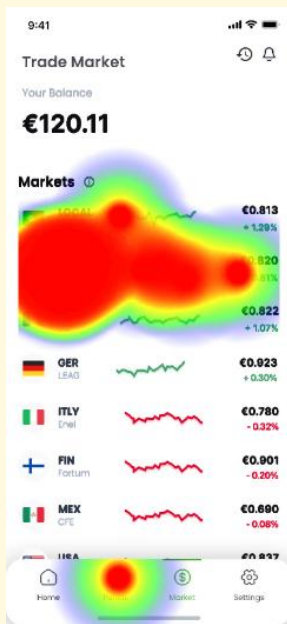 9:41
Trade Market
Your Balance
€120.11
Markets
€0.813
+ 1.29%
€0.822
+ 1.07%
GER
LEAG
€0.923
+ 0.30%
ITLY
Enel
€0.780
- 0.32%
FIN
Fortum
€0.901
- 0.20%
MEX
CFE
€0.690
- 0.08%
USA
€0.837
Home
Market
Settings